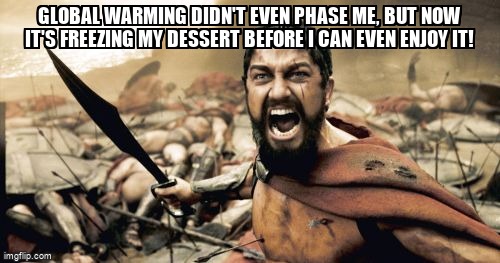 GLOBAL WARMING DIDN'T EVEN PHASE ME, BUT NOW
IT'S FREEZING MY DESSERT BEFORE I CAN EVEN ENJOY IT!
imgflip.com